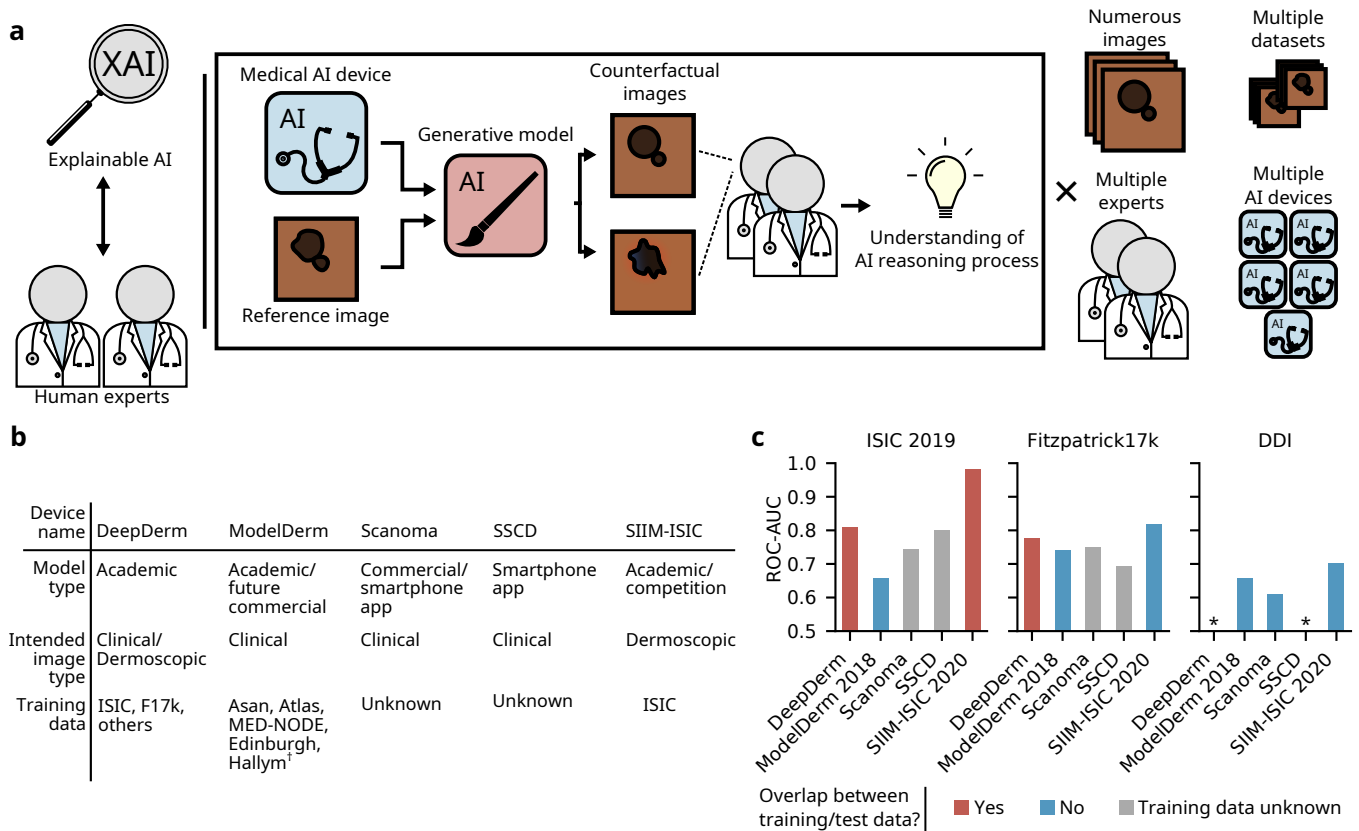 a
XAI
Explainable AI
Human experts
Medical AI device
AI
Reference image
Generative model
AI
Counterfactual
images
Understanding of
AI reasoning process
×
Numerous
images
Multiple
datasets
Multiple
experts
Multiple
AI devices
AI
AI
AI
AI
AI
b
Device
name
DeepDerm
ModelDerm
Scanoma
SSCD
SIIM-ISIC
Model
type
Academic
Academic/
future
commercial
Commercial/
smartphone
app
Smartphone
app
Academic/
competition
Intended
image
type
Clinical/
Dermoscopic
Clinical
Clinical
Clinical
Dermoscopic
Training
data
ISIC, F17k,
others
Asan, Atlas,
MED-NODE,
Edinburgh,
Hallym†
Unknown
Unknown
ISIC
c
ISIC 2019
Fitzpatrick17k
DDI
ROC-AUC
1.0
0.9
0.8
0.7
0.6
0.5
* *
DeepDerm
ModelDerm 2018
Scanoma
SSCD
SIIM-ISIC 2020
DeepDerm
ModelDerm 2018
Scanoma
SSCD
SIIM-ISIC 2020
DeepDerm
ModelDerm 2018
Scanoma
SSCD
SIIM-ISIC 2020
Overlap between
training/test data?
Yes
No
Training data unknown